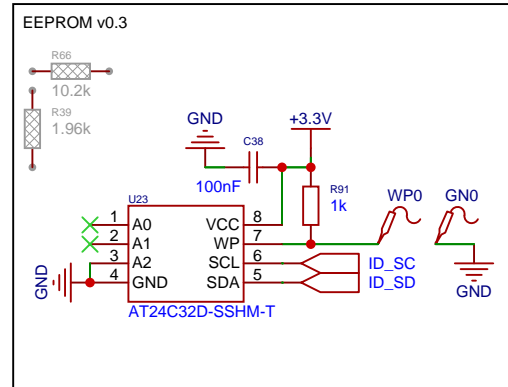 EEPROM v0.3
R66
10.2k
R39
1.96k
GND
+3.3V
C38
100nF
R91
1k
WP0
GN0
U23
1 A0
2 A1
3 A2
4 GND
VCC 8
WP 7
SCL 6
SDA 5
ID_SC
ID_SD
GND
GND
AT24C32D-SSHM-T